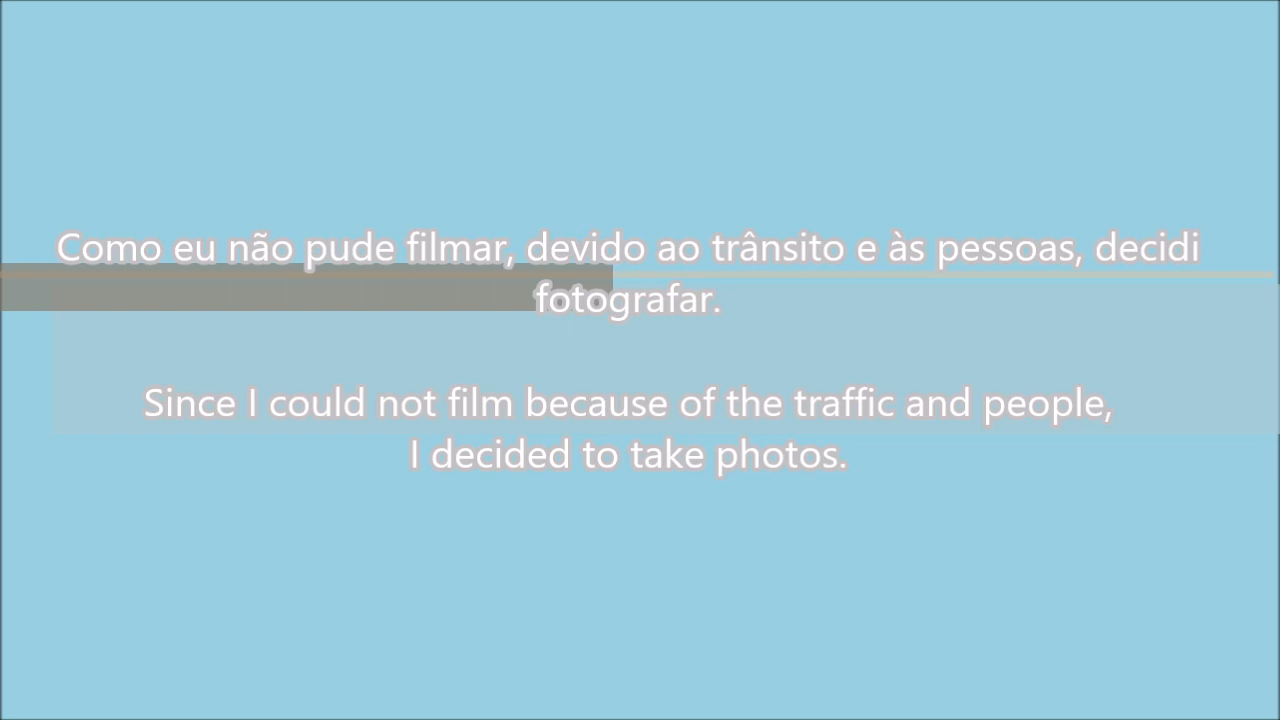 Como eu não pude filmar, devido ao trânsito e às pessoas, decidi
fotografar.
Since I could not film because of the traffic and people,
I decided to take photos.